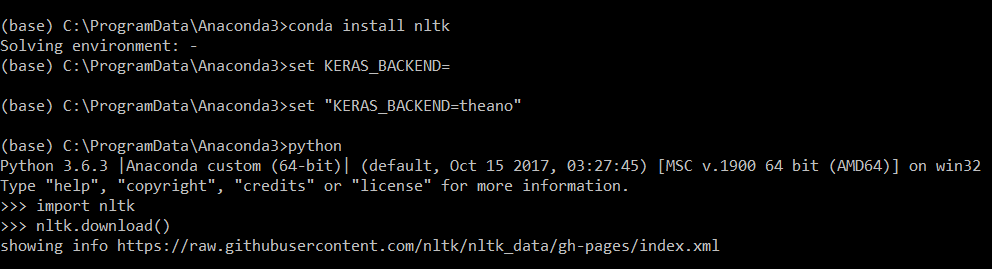 (base) C:\ProgramData\Anaconda3>conda install nltk
Solving environment: -
(base) C:\ProgramData\Anaconda3>set KERAS_BACKEND=
(base) C:\ProgramData\Anaconda3>set "KERAS_BACKEND=theano"
(base) C:\ProgramData\Anaconda3>python
Python 3.6.3 |Anaconda custom (64-bit)| (default, Oct 15 2017, 03:27:45) [MSC v.1900 64 bit (AMD64)] on win32
Type "help", "copyright", "credits" or "license" for more information.
>>> import nltk
>>> nltk.download()
showing info https://raw.githubusercontent.com/nltk/nltk_data/gh-pages/index.xml